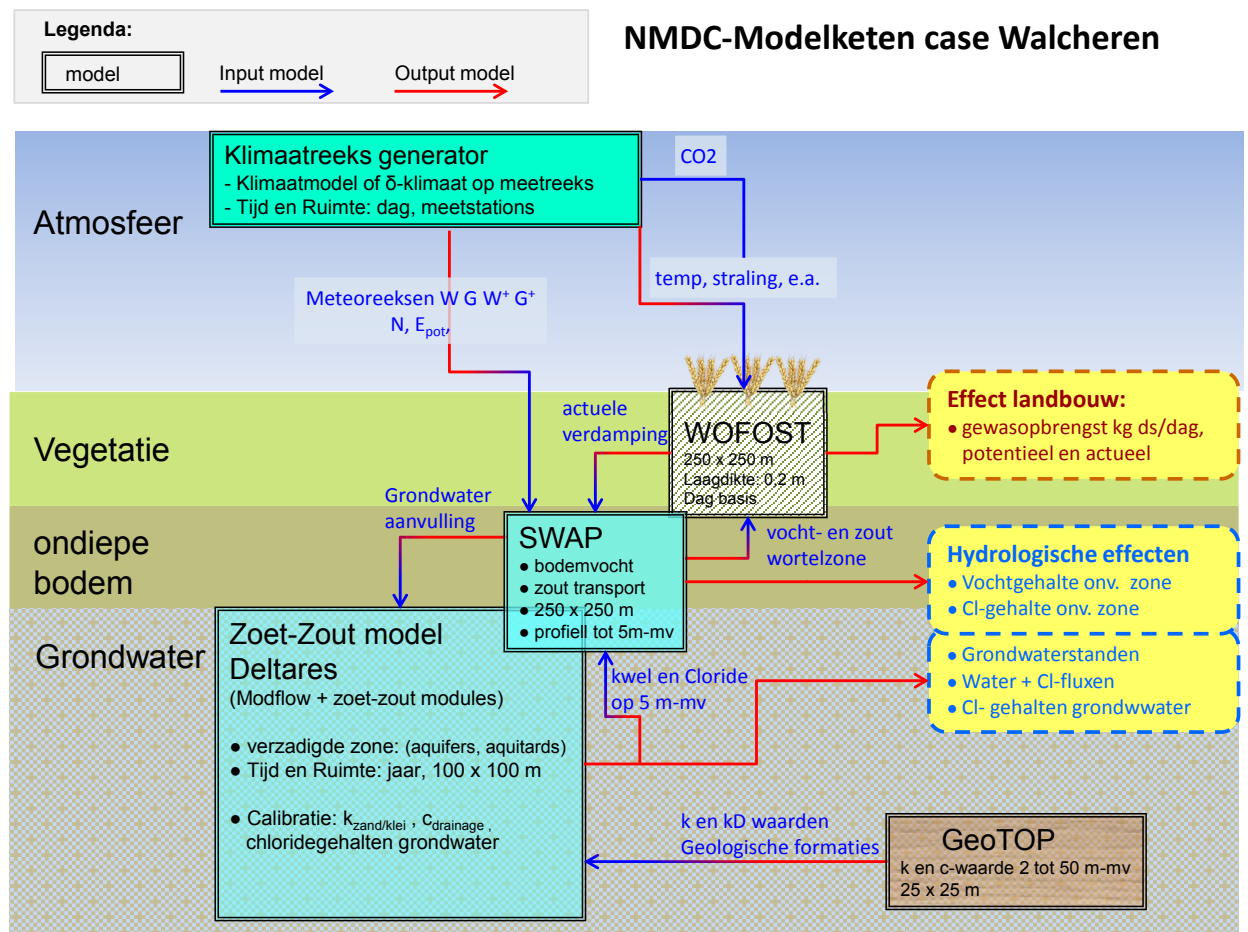 Legenda:
NMDC-Modelketen case Walcheren
model
Input model
Output model
Klimaatreeks generator
- Klimaatmodel of δ-klimaat op meetreeks
- Tijd en Ruimte: dag, meetstations
CO2
Atmosfeer
temp, straling, e.a.
Meteoreeksen W G W⁺ G⁺
N, E_pot,
Effect landbouw:
● gewasopbrengst kg ds/dag,
potentieel en actueel
actuele
verdamping
WOFOST
250 x 250 m
Laagdikte: 0,2 m
Dag basis
Vegetatie
Grondwater
aanvulling
SWAP
● bodemvocht
● zout transport
● 250 x 250 m
● profiell tot 5m-mv
vocht- en zout
wortelzone
ondiepe
bodem
Hydrologische effecten
● Vochtgehalte onv. zone
● Cl-gehalte onv. zone
● Grondwaterstanden
● Water + Cl-fluxen
● Cl- gehalten grondwwater
Grondwater
Zoet-Zout model
Deltares
(Modflow + zoet-zout modules)
● verzadigde zone: (aquifers, aquitards)
● Tijd en Ruimte: jaar, 100 x 100 m
● Calibratie: k_zand/klei , c_drainage ,
chloridegehalten grondwater
kwel en Cloride
op 5 m-mv
k en kD waarden
Geologische formaties
GeoTOP
k en c-waarde 2 tot 50 m-mv
25 x 25 m